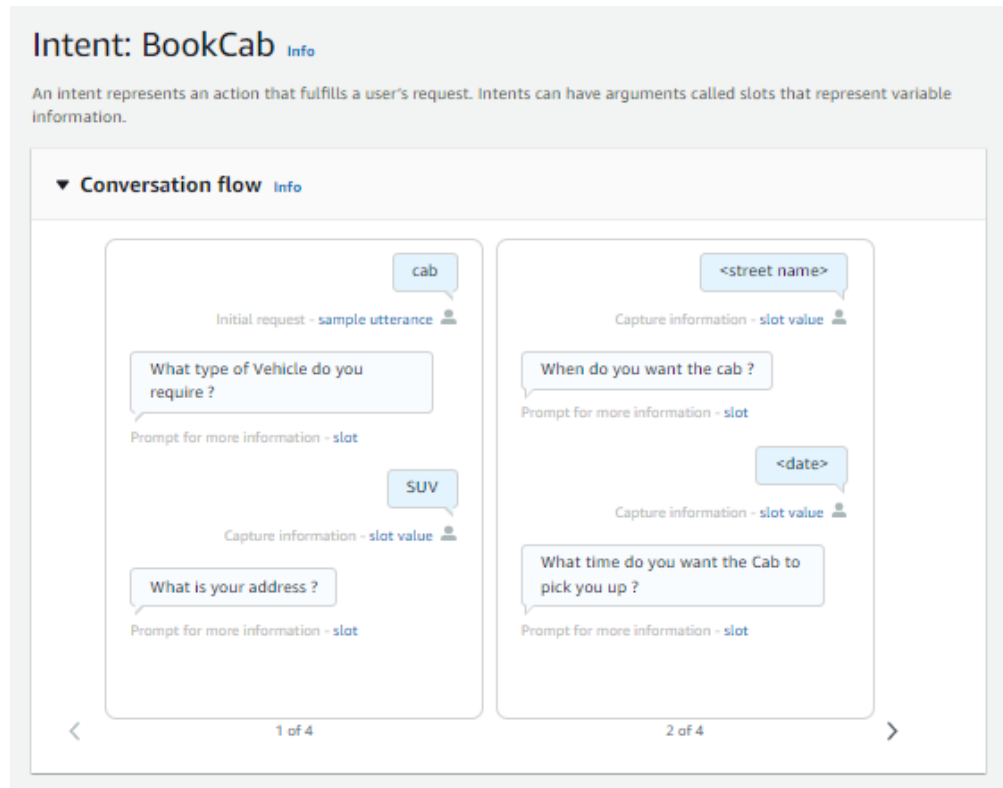 Intent: BookCab Info
An intent represents an action that fulfills a user's request. Intents can have arguments called slots that represent variable
information.
Conversation flow Info
cab
Initial request - sample utterance
What type of Vehicle do you
require ?
Prompt for more information - slot
SUV
Capture information - slot value
What is your address ?
Prompt for more information - slot
1 of 4
<street name>
Capture information - slot value
When do you want the cab ?
Prompt for more information - slot
<date>
Capture information - slot value
What time do you want the Cab to
pick you up ?
Prompt for more information - slot
2 of 4